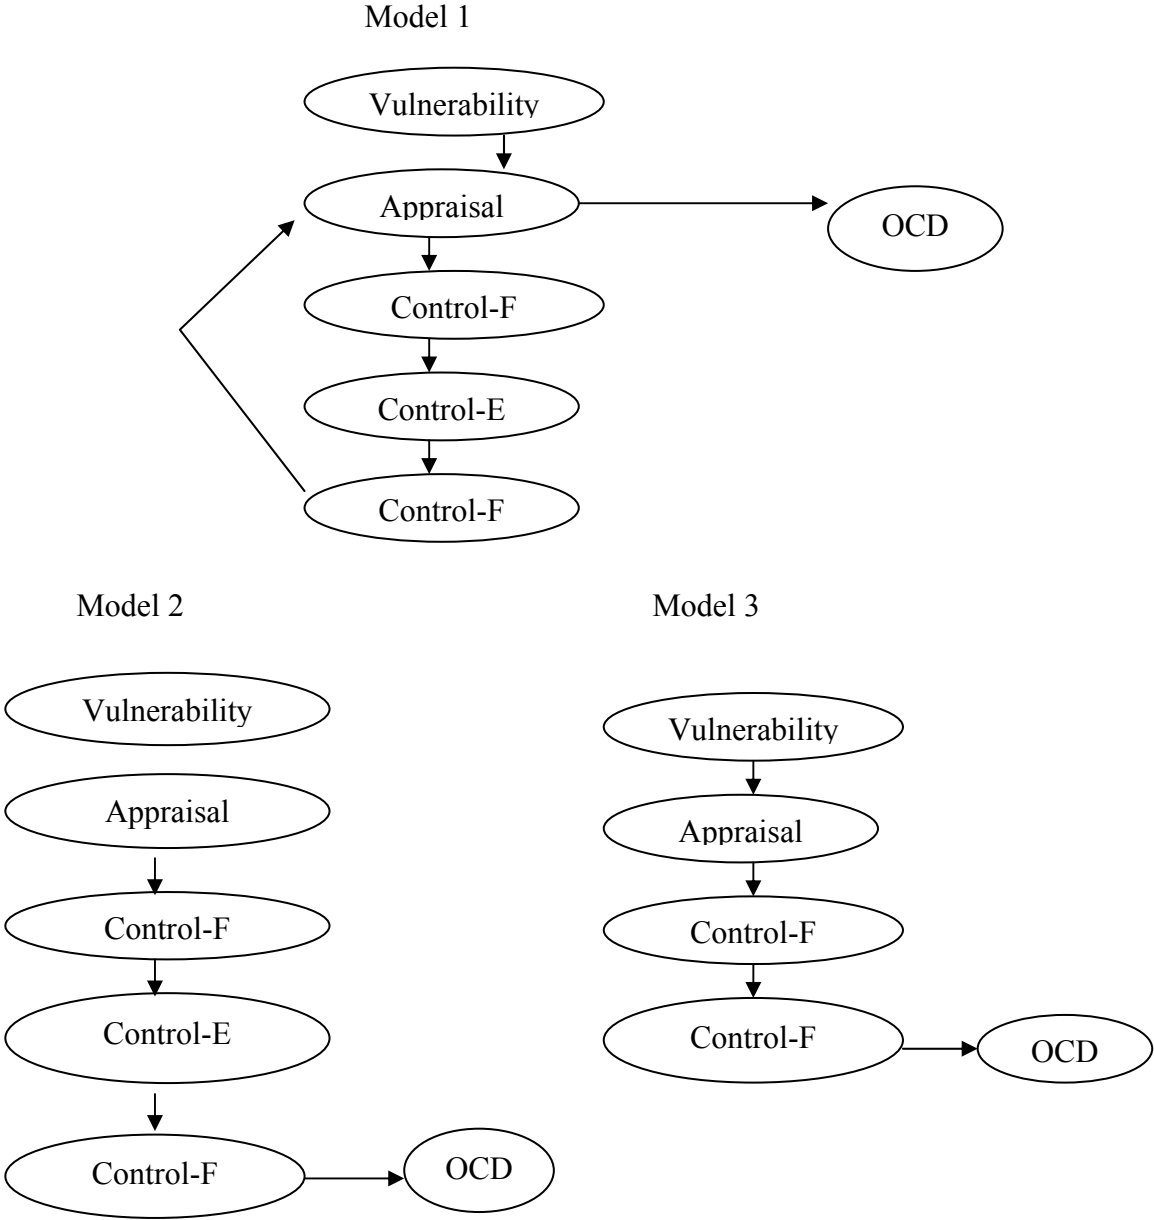 Model 1
Vulnerability
Appraisal
OCD
Control-F
Control-E
Control-F
Model 2
Vulnerability
Appraisal
Control-F
Control-E
Control-F
OCD
Model 3
Vulnerability
Appraisal
Control-F
Control-F
OCD